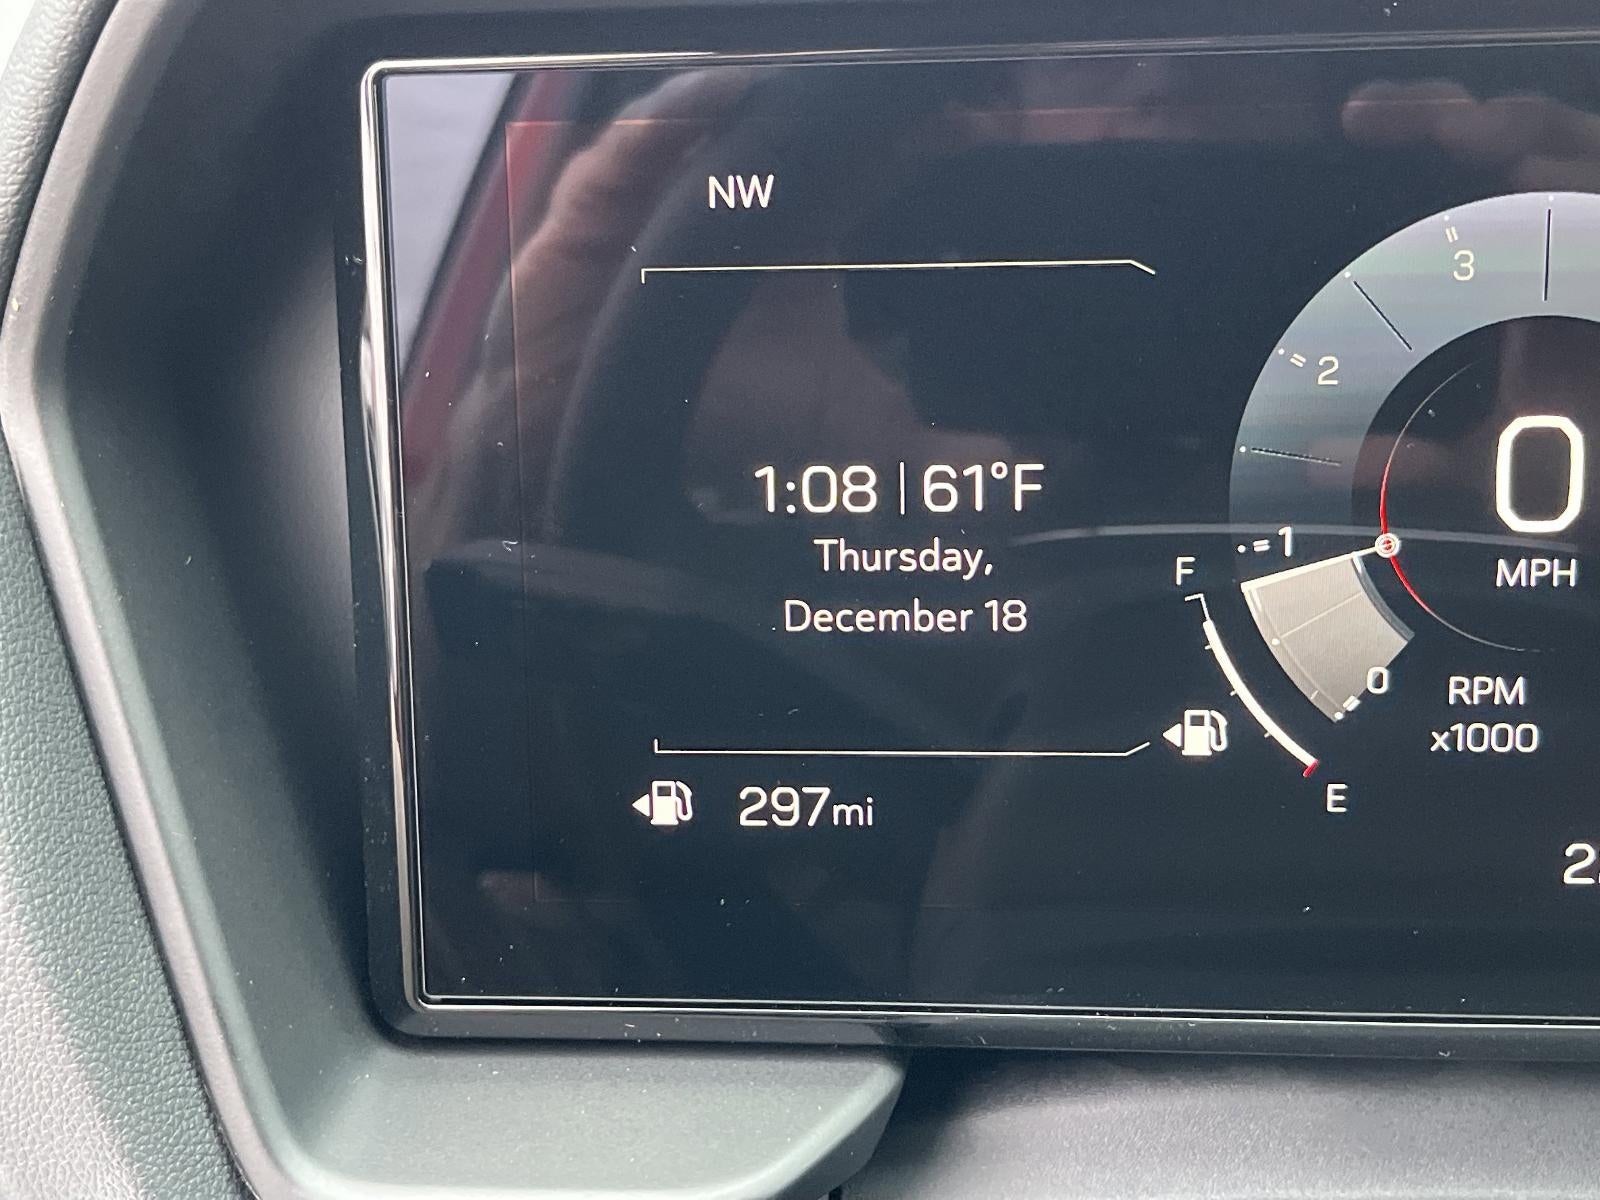 NW
3
2
1:08 | 61°F
0
Thursday,
F
1
MPH
December 18
0
RPM
x1000
297mi
E